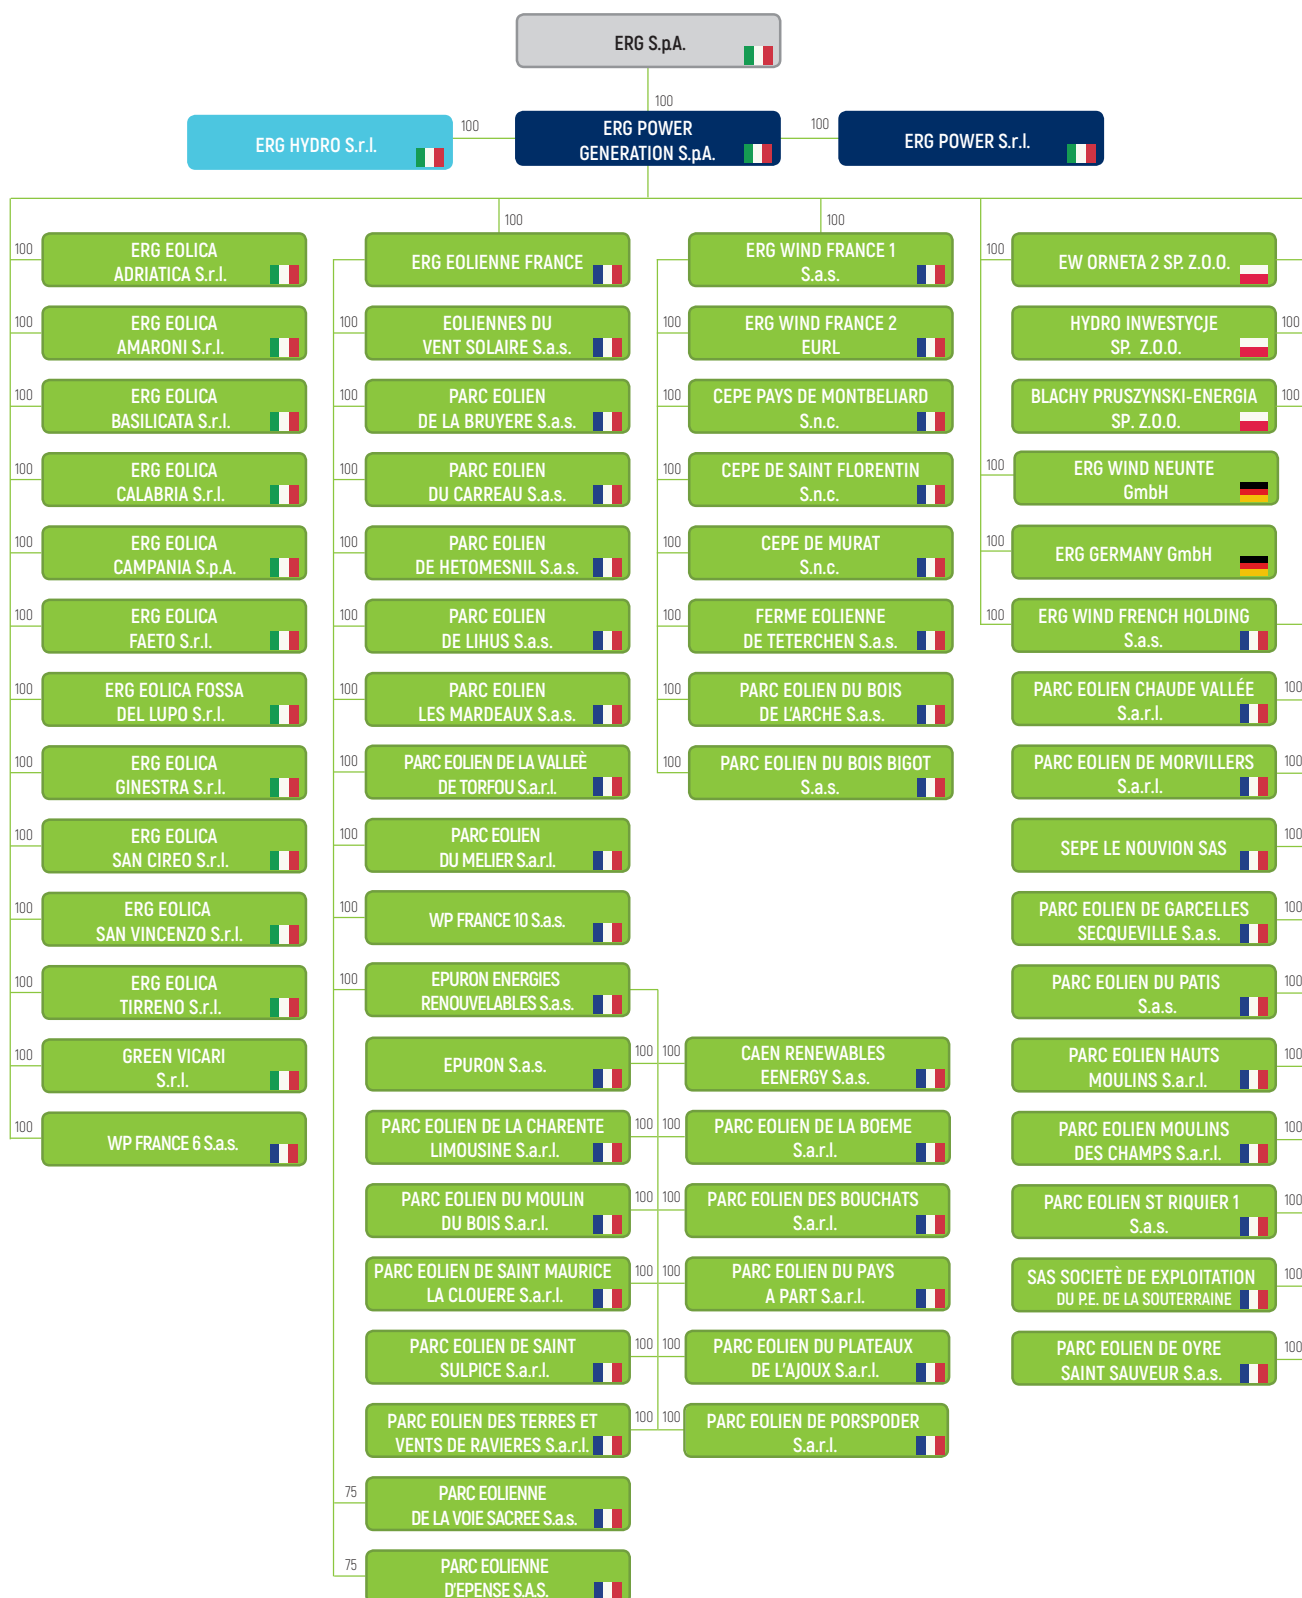 ERG S.p.A.
100
ERG HYDRO S.r.l.
100
ERG POWER
GENERATION S.p.A.
100
ERG POWER S.r.l.
100
ERG EOLICA
ADRIATICA S.r.l.
100
ERG EOLICA
AMARONI S.r.l.
100
ERG EOLICA
BASILICATA S.r.l.
100
ERG EOLICA
CALABRIA S.r.l.
100
ERG EOLICA
CAMPANIA S.p.A.
100
ERG EOLICA
FAETO S.r.l.
100
ERG EOLICA FOSSA
DEL LUPO S.r.l.
100
ERG EOLICA
GINESTRA S.r.l.
100
ERG EOLICA
SAN CIREO S.r.l.
100
ERG EOLICA
SAN VINCENZO S.r.l.
100
ERG EOLICA
TIRRENO S.r.l.
100
GREEN VICARI
S.r.l.
100
WP FRANCE 6 S.a.s.
100
ERG EOLIENNE FRANCE
100
EOLIENNES DU
VENT SOLAIRE S.a.s.
100
PARC EOLIEN
DE LA BRUYERE S.a.s.
100
PARC EOLIEN
DU CARREAU S.a.s.
100
PARC EOLIEN
DE HETOMESNIL S.a.s.
100
PARC EOLIEN
DE LIHUS S.a.s.
100
PARC EOLIEN
LES MARDEAUX S.a.s.
100
PARC EOLIEN DE LA VALLEÈ
DE TORFOU S.a.r.l.
100
PARC EOLIEN
DU MELIER S.a.r.l.
100
WP FRANCE 10 S.a.s.
100
EPURON ENERGIES
RENOUVELABLES S.a.s.
EPURON S.a.s.
100
100
CAEN RENEWABLES
EENERGY S.a.s.
PARC EOLIEN DE LA CHARENTE
LIMOUSINE S.a.r.l.
100
100
PARC EOLIEN DE LA BOEME
S.a.r.l.
PARC EOLIEN DU MOULIN
DU BOIS S.a.r.l.
100
100
PARC EOLIEN DES BOUCHATS
S.a.r.l.
PARC EOLIEN DE SAINT MAURICE
LA CLOUERE S.a.r.l.
100
100
PARC EOLIEN DU PAYS
A PART S.a.r.l.
PARC EOLIEN DE SAINT
SULPICE S.a.r.l.
100
100
PARC EOLIEN DU PLATEAUX
DE L'AJOUX S.a.r.l.
PARC EOLIEN DES TERRES ET
VENTS DE RAVIERES S.a.r.l.
100
100
PARC EOLIEN DE PORSPODER
S.a.r.l.
75
PARC EOLIENNE
DE LA VOIE SACREE S.a.s.
75
PARC EOLIENNE
D'EPENSE S.A.S.
100
ERG WIND FRANCE 1
S.a.s.
100
ERG WIND FRANCE 2
EURL
100
CEPE PAYS DE MONTBELIARD
S.n.c.
100
CEPE DE SAINT FLORENTIN
S.n.c.
100
CEPE DE MURAT
S.n.c.
100
FERME EOLIENNE
DE TETERCHEN S.a.s.
100
PARC EOLIEN DU BOIS
DE L'ARCHE S.a.s.
100
PARC EOLIEN DU BOIS BIGOT
S.a.s.
100
EW ORNETA 2 SP. Z.O.O.
HYDRO INWESTYCJE
SP. Z.O.O.
100
BLACHY PRUSZYNSKI-ENERGIA
SP. Z.O.O.
100
100
ERG WIND NEUNTE
GmbH
100
ERG GERMANY GmbH
100
ERG WIND FRENCH HOLDING
S.a.s.
PARC EOLIEN CHAUDE VALLÉE
S.a.r.l.
100
PARC EOLIEN DE MORVILLERS
S.a.r.l.
100
SEPE LE NOUVION SAS
100
PARC EOLIEN DE GARCELLES
SECQUEVILLE S.a.s.
100
PARC EOLIEN DU PATIS
S.a.s.
100
PARC EOLIEN HAUTS
MOULINS S.a.r.l.
100
PARC EOLIEN MOULINS
DES CHAMPS S.a.r.l.
100
PARC EOLIEN ST RIQUIER 1
S.a.s.
100
SAS SOCIETÈ DE EXPLOITATION
DU P.E. DE LA SOUTERRAINE
100
PARC EOLIEN DE OYRE
SAINT SAUVEUR S.a.s.
100